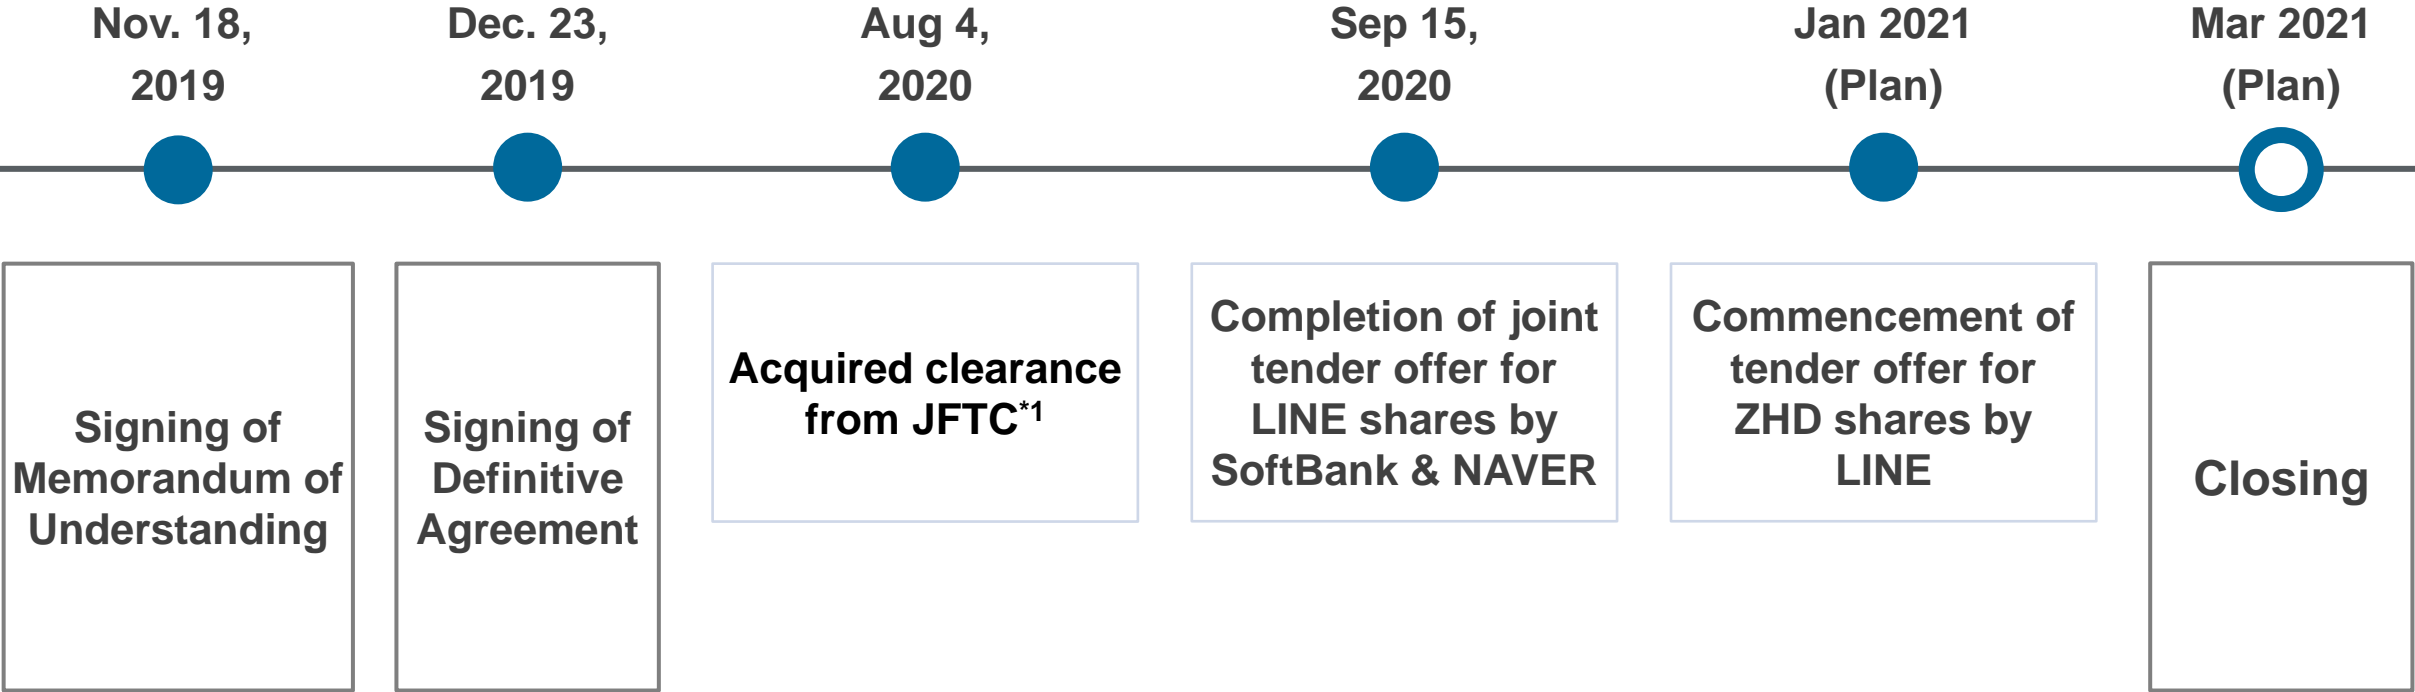 Nov. 18,
2019
Dec. 23,
2019
Aug 4,
2020
Sep 15,
2020
Jan 2021
(Plan)
Mar 2021
(Plan)
Signing of
Memorandum of
Understanding
Signing of
Definitive
Agreement
Acquired clearance
from JFTC*1
Completion of joint
tender offer for
LINE shares by
SoftBank & NAVER
Commencement of
tender offer for
ZHD shares by
LINE
Closing